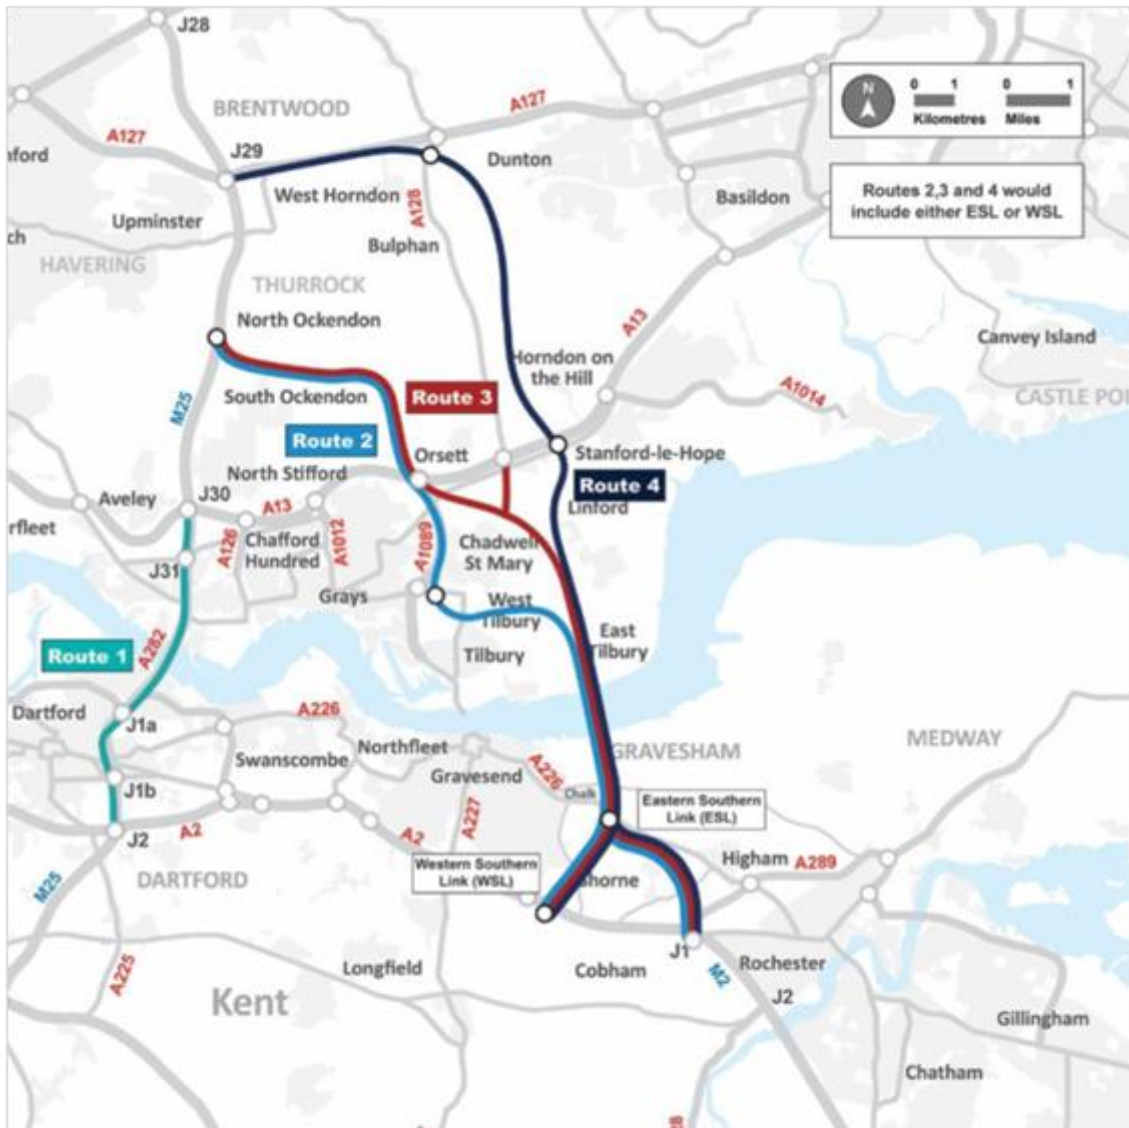 J28
BRENTWOOD
A127
A127
J29
Dunton
West Horndon
A128
Upminster
Bulphan
HAVERING
THURROCK
North Ockendon
N
0 1
Kilometres
0 1
Miles
Routes 2,3 and 4 would
include either ESL or WSL
Basildon
A13
Canvey Island
Horndon on
the Hill
A1014
M25
South Ockendon
Route 3
Route 2
Orsett
Stanford-le-Hope
North Stifford
Route 4
Linford
Aveley
J30
A13
A126
Chafford
Hundred
A1012
A1089
Chadwell
St Mary
J31
Grays
West
Tilbury
East
Tilbury
Tilbury
Route 1
A282
Dartford
J1a
A226
Northfleet
Swanscombe
Gravesend
A226
GRAVESHAM
MEDWAY
Chalk
J1b
A227
Eastern Southern
Link (ESL)
J2
A2
A2
Western Southern
Link (WSL)
Higham
A289
M25
DARTFORD
Shorne
A225
Longfield
Cobham
J1
M2
Rochester
J2
Kent
Gillingham
Chatham